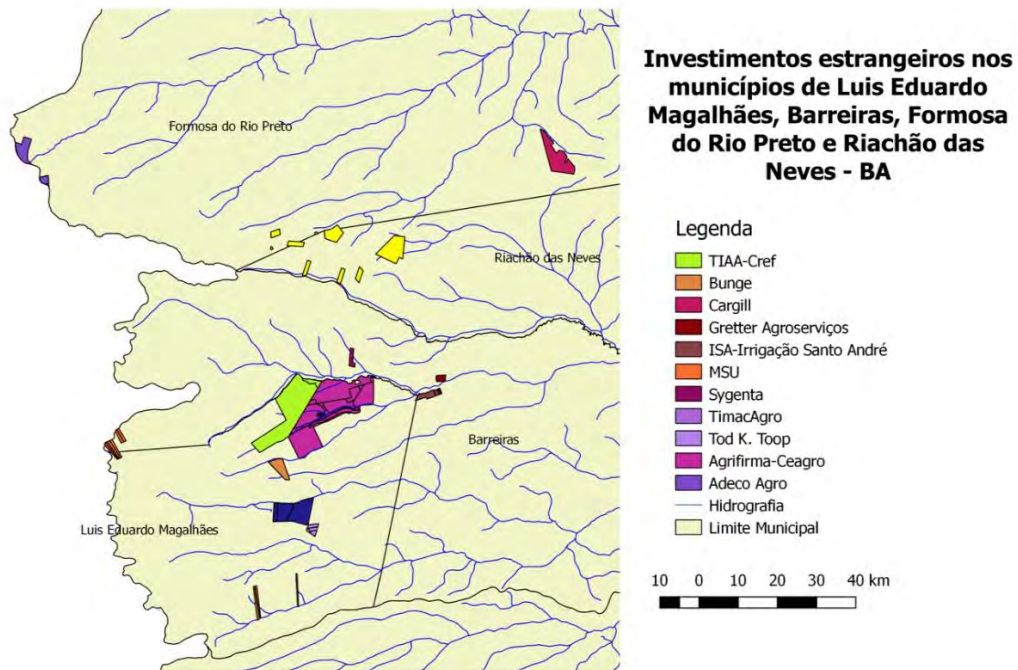 Investimentos estrangeiros nos
municípios de Luis Eduardo
Magalhães, Barreiras, Formosa
do Rio Preto e Riachão das
Neves - BA
Formosa do Rio Preto
Riachão das Neves
Barreiras
Luis Eduardo Magalhães
Legenda
TIAA-Cref
Bunge
Cargill
Gretter Agroserviços
ISA-Irrigação Santo André
MSU
Sygenta
TimacAgro
Tod K. Toop
Agrifirma-Ceagro
Adeco Agro
Hidrografia
Limite Municipal
10 0 10 20 30 40 km